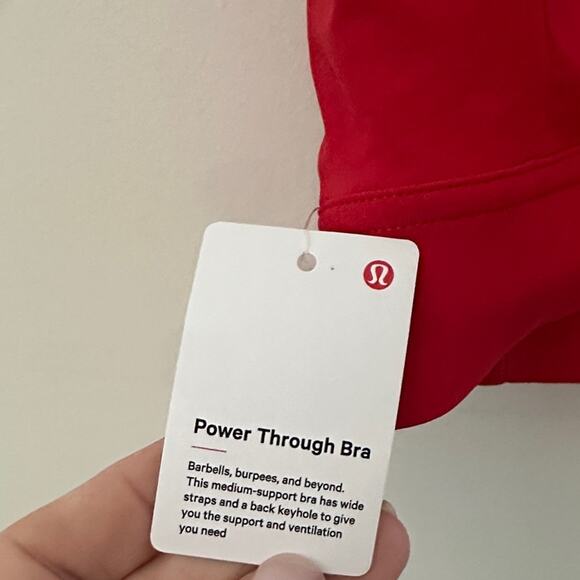 Power Through Bra
Barbells, burpees, and beyond.
This medium-support bra has wide
straps and a back keyhole to give
you the support and ventilation
you need